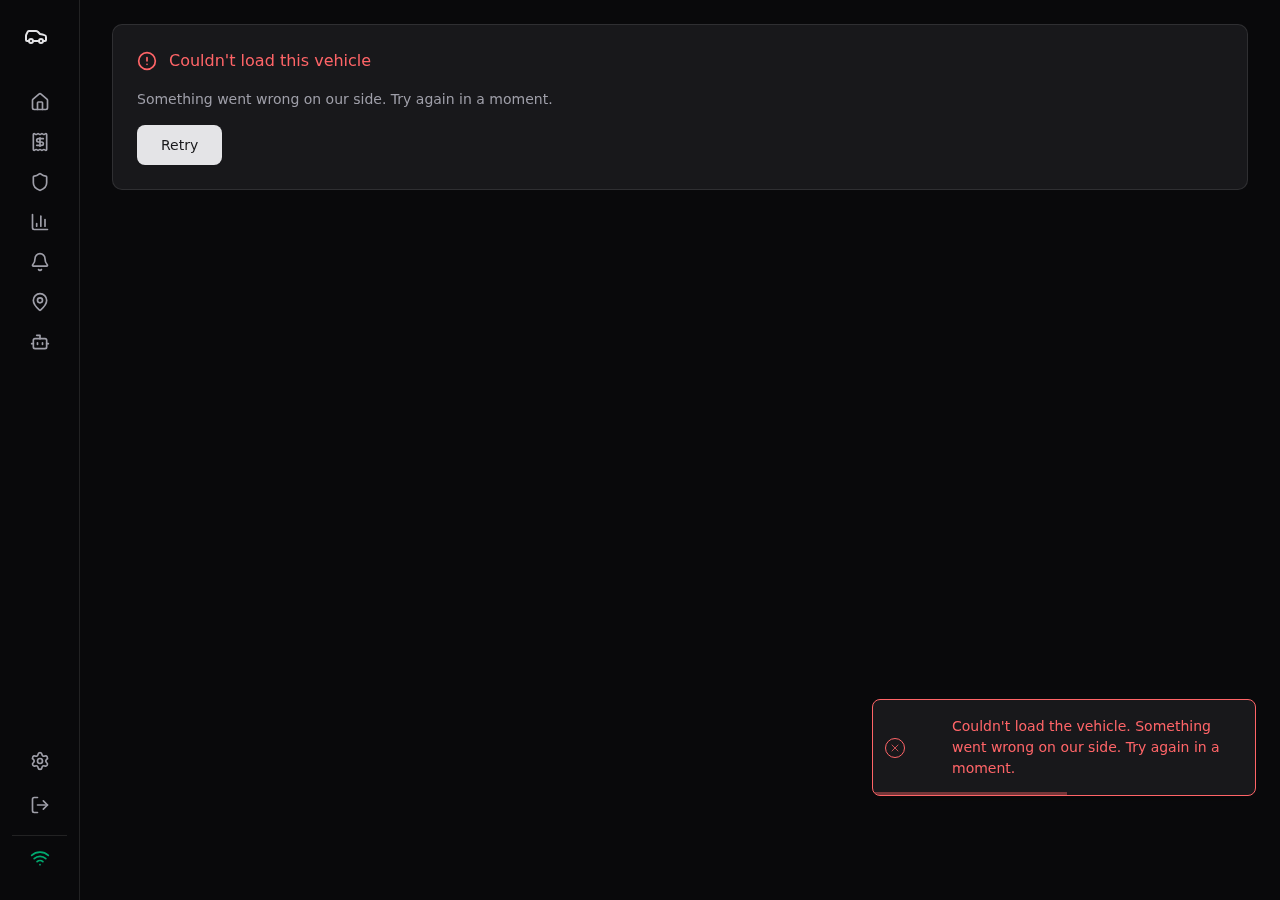 Couldn't load this vehicle
Something went wrong on our side. Try again in a moment.
Retry
Couldn't load the vehicle. Something
went wrong on our side. Try again in a
moment.